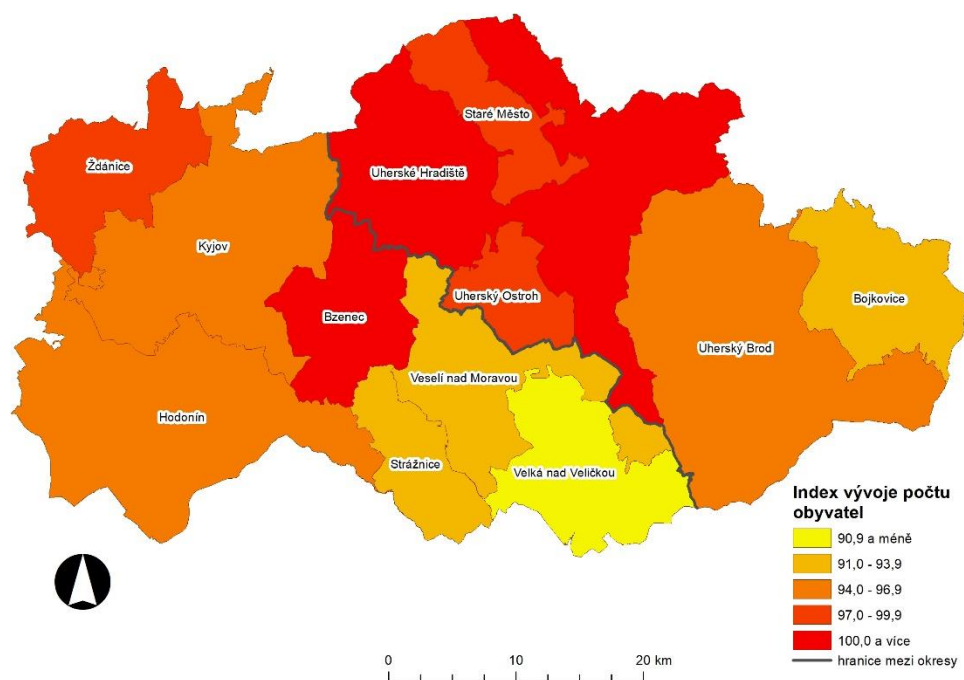 Staré Město
Ždánice
Uherské Hradiště
Kyjov
Uherský Ostroh
Bojkovice
Bzenec
Uherský Brod
Veselí nad Moravou
Hodonín
Strážnice
Velká nad Veličkou
Index vývoje počtu
obyvatel
90,9 a méně
91,0 - 93,9
94,0 - 96,9
97,0 - 99,9
100,0 a více
hranice mezi okresy
0 10 20 km